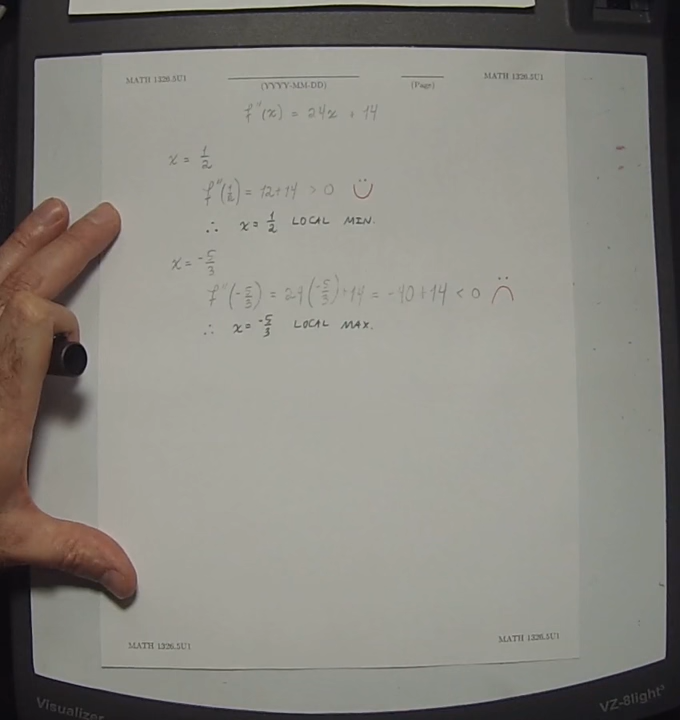 MATH 1326.5U1 (YYYY-MM-DD) (Page) MATH 1326.5U1
f''(x) = 24x + 14
x = 1/2
f''(1/2) = 12+14 > 0
∴ x = 1/2 LOCAL MIN.
x = -5/3
f''(-5/3) = 24(-5/3)+14 = -40+14 < 0
∴ x = -5/3 LOCAL MAX.
MATH 1326.5U1 MATH 1326.5U1
Visualizer VZ-8light³